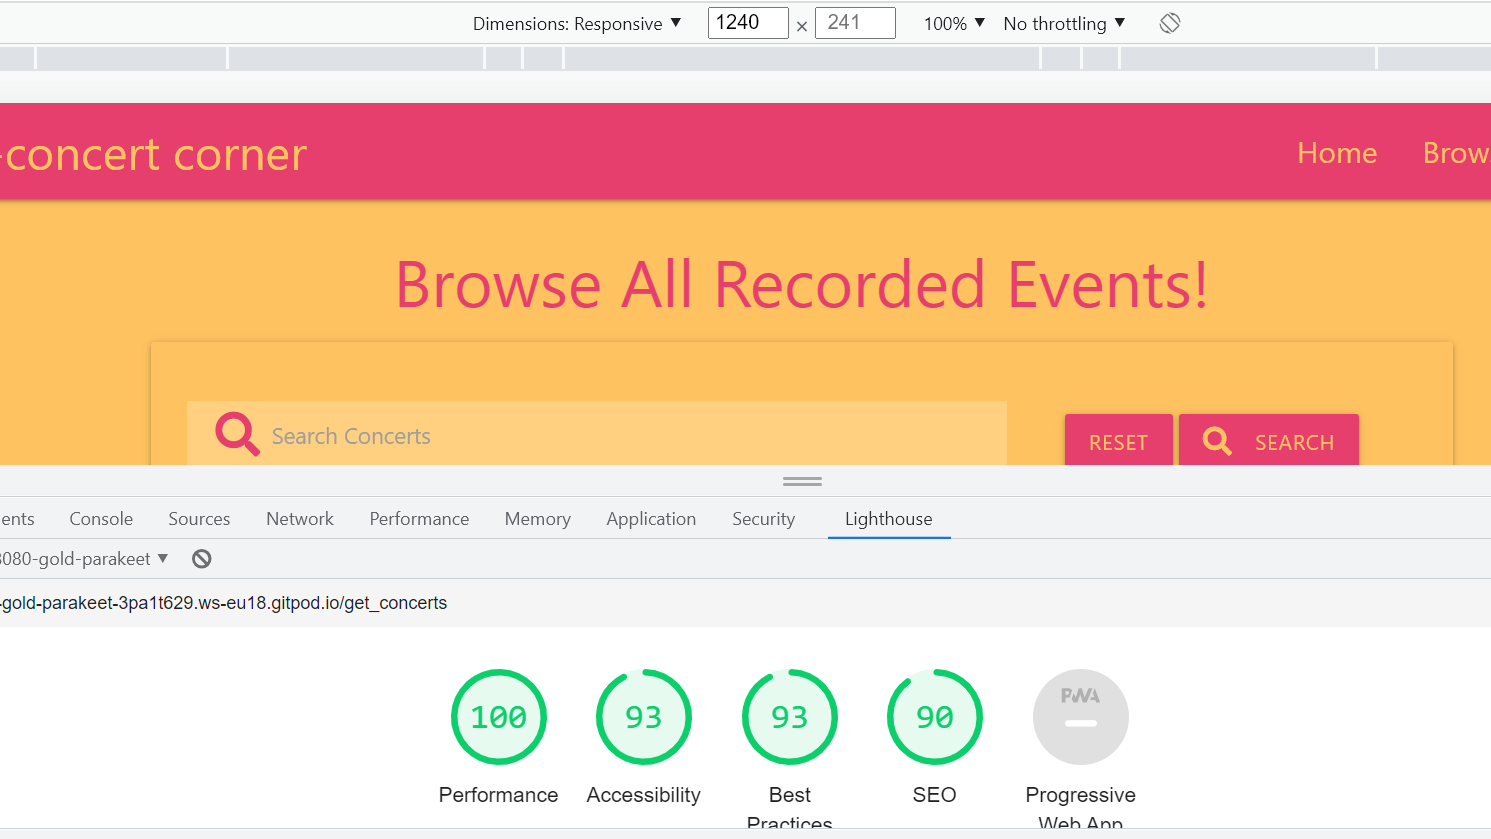 Dimensions: Responsive ▼ 1240 × 241 100% ▼ No throttling ▼
-concert corner Home Brow
Browse All Recorded Events!
Search Concerts RESET SEARCH
ents Console Sources Network Performance Memory Application Security Lighthouse
8080-gold-parakeet ▼
-gold-parakeet-3pa1t629.ws-eu18.gitpod.io/get_concerts
100 93 93 90 PWA
Performance Accessibility Best SEO Progressive
Practices Web App